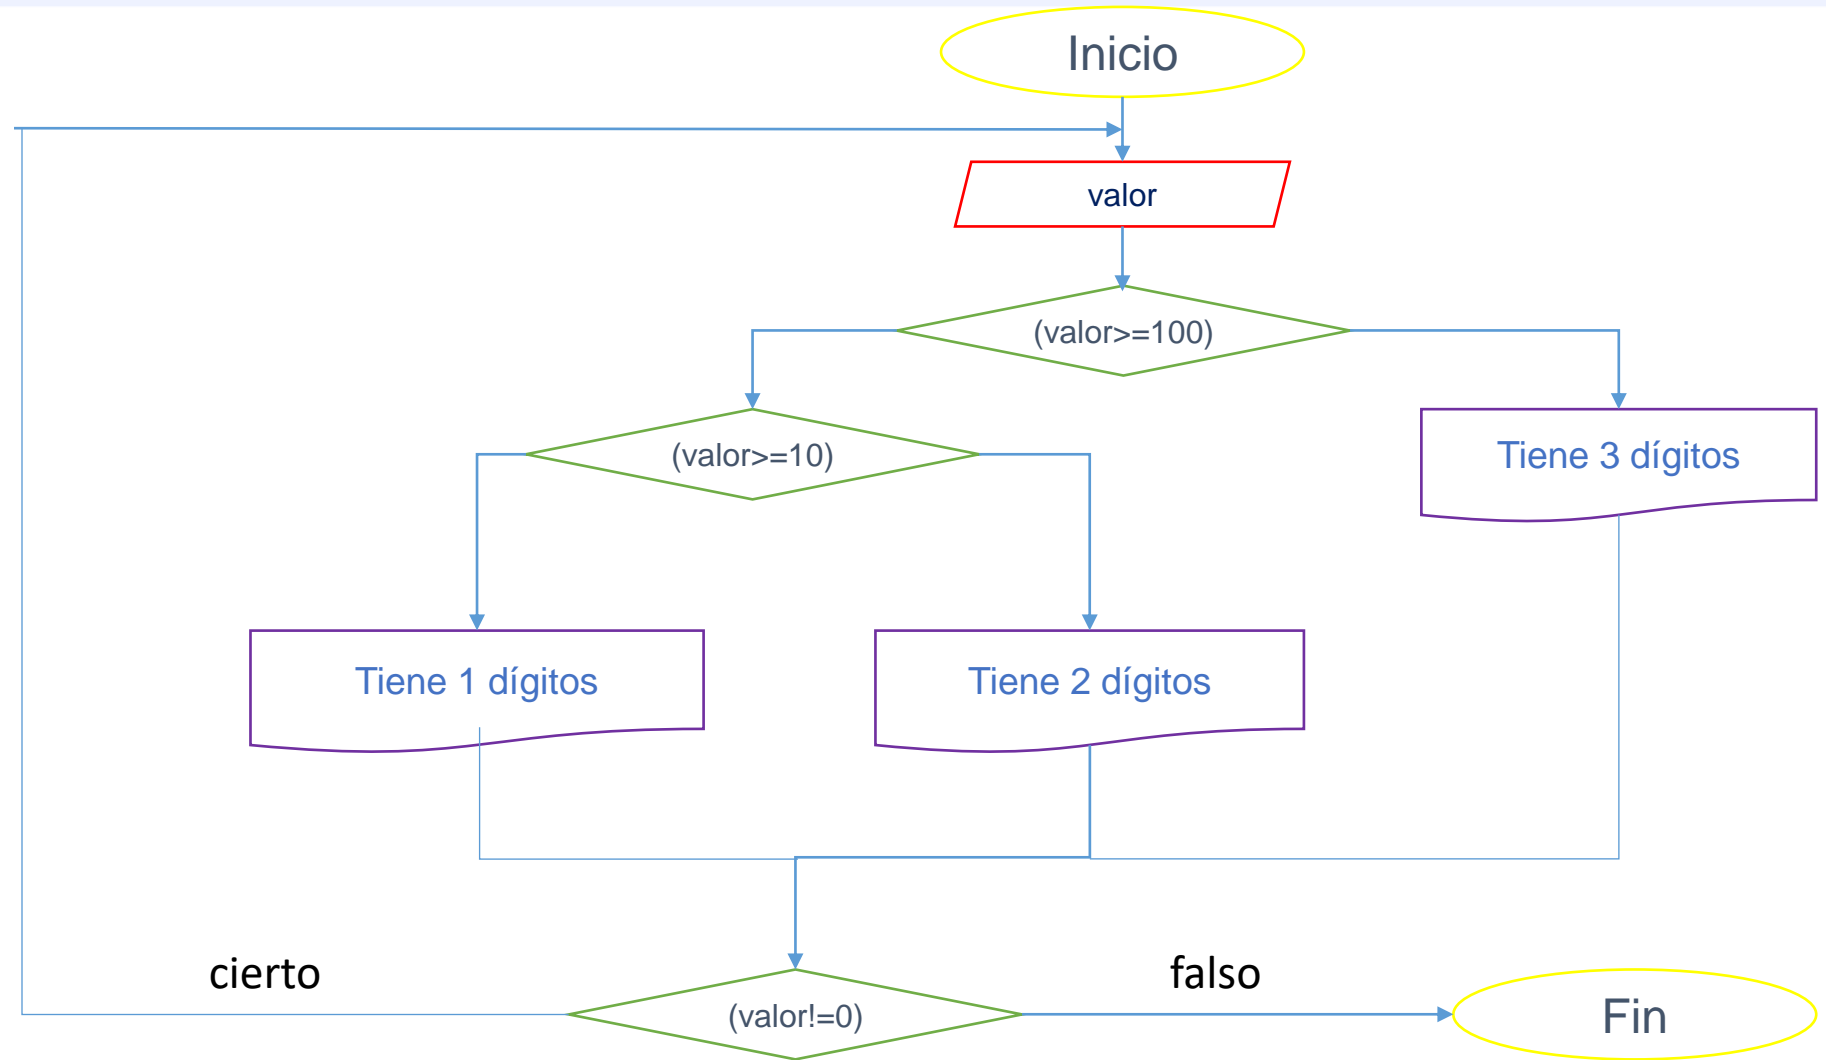 Inicio
valor
(valor>=100)
(valor>=10)
Tiene 3 dígitos
Tiene 1 dígitos
Tiene 2 dígitos
cierto
falso
(valor!=0)
Fin